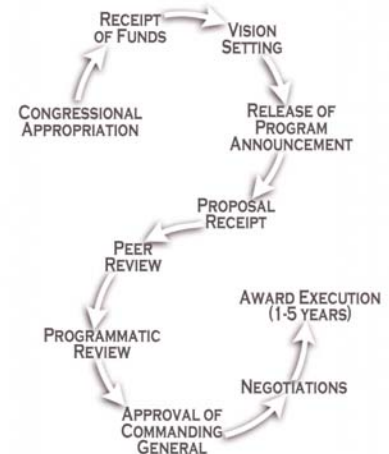 CONGRESSIONAL
APPROPRIATION
RECEIPT
OF FUNDS
VISION
SETTING
RELEASE OF
PROGRAM
ANNOUNCEMENT
PROPOSAL
RECEIPT
PEER
REVIEW
PROGRAMMATIC
REVIEW
APPROVAL OF
COMMANDING
GENERAL
NEGOTIATIONS
AWARD EXECUTION
(1-5 YEARS)